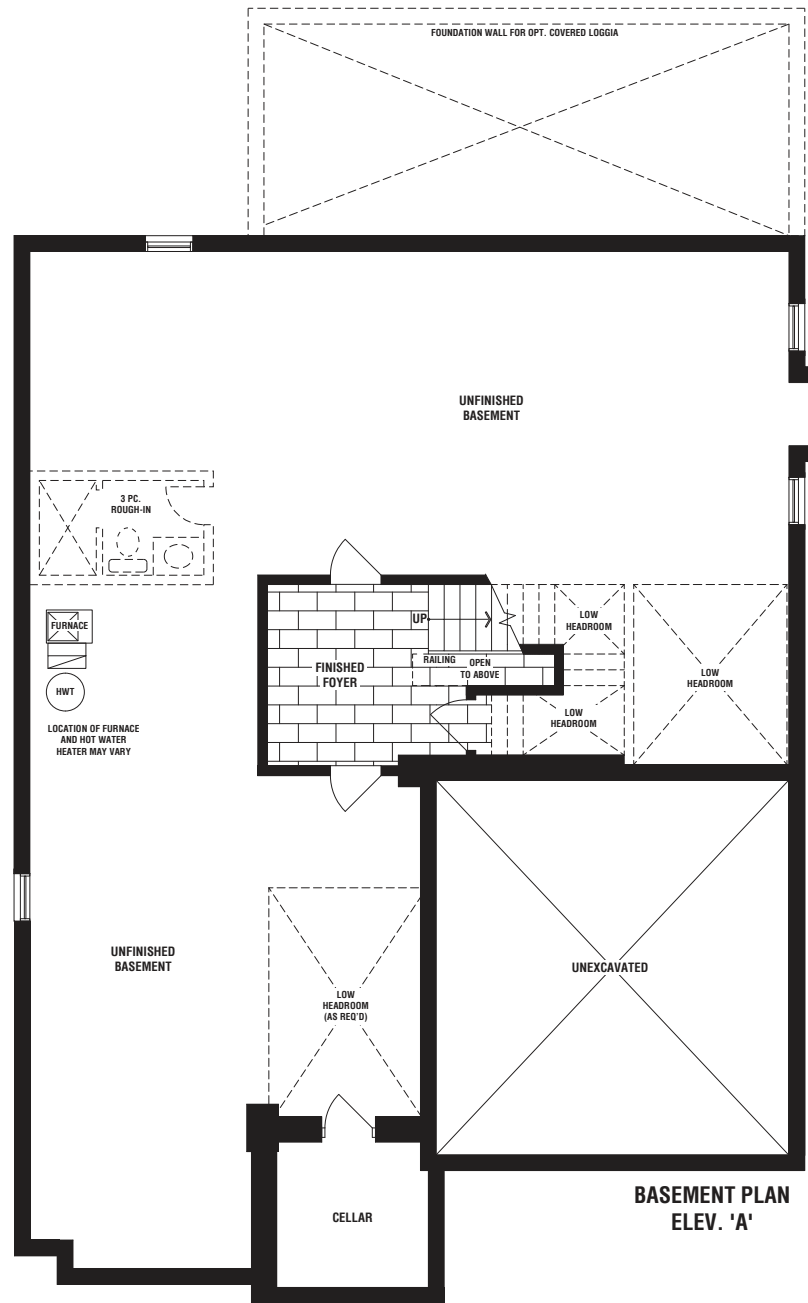 FOUNDATION WALL FOR OPT. COVERED LOGGIA
UNFINISHED
BASEMENT
3 PC.
ROUGH-IN
FURNACE
HWT
LOCATION OF FURNACE
AND HOT WATER
HEATER MAY VARY
UP
RAILING
OPEN
TO ABOVE
FINISHED
FOYER
LOW
HEADROOM
LOW
HEADROOM
LOW
HEADROOM
UNFINISHED
BASEMENT
LOW
HEADROOM
(AS REQ'D)
UNEXCAVATED
CELLAR
BASEMENT PLAN
ELEV. 'A'